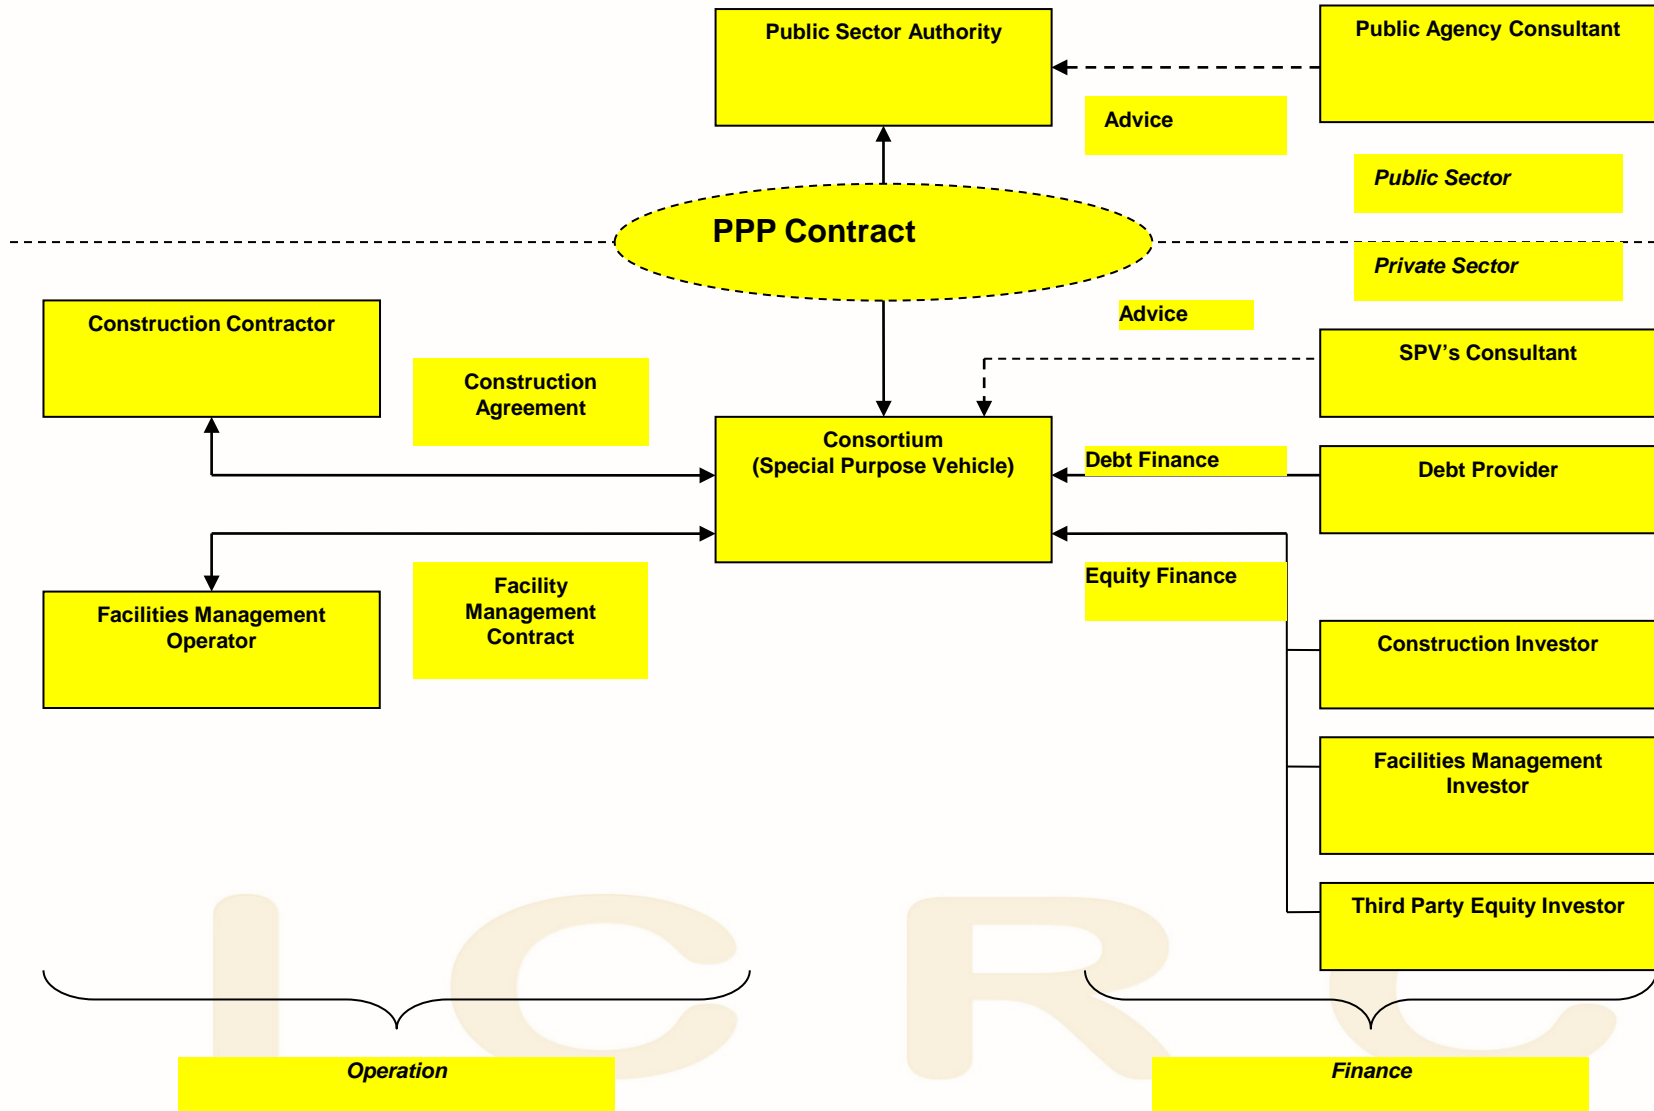 Public Sector Authority
Public Agency Consultant
Advice
Public Sector
PPP Contract
Private Sector
Advice
Construction Contractor
SPV’s Consultant
Construction
Agreement
Consortium
(Special Purpose Vehicle)
Debt Finance
Debt Provider
Equity Finance
Facility
Management
Contract
Facilities Management
Operator
Construction Investor
Facilities Management
Investor
Third Party Equity Investor
I C R C
Operation
Finance